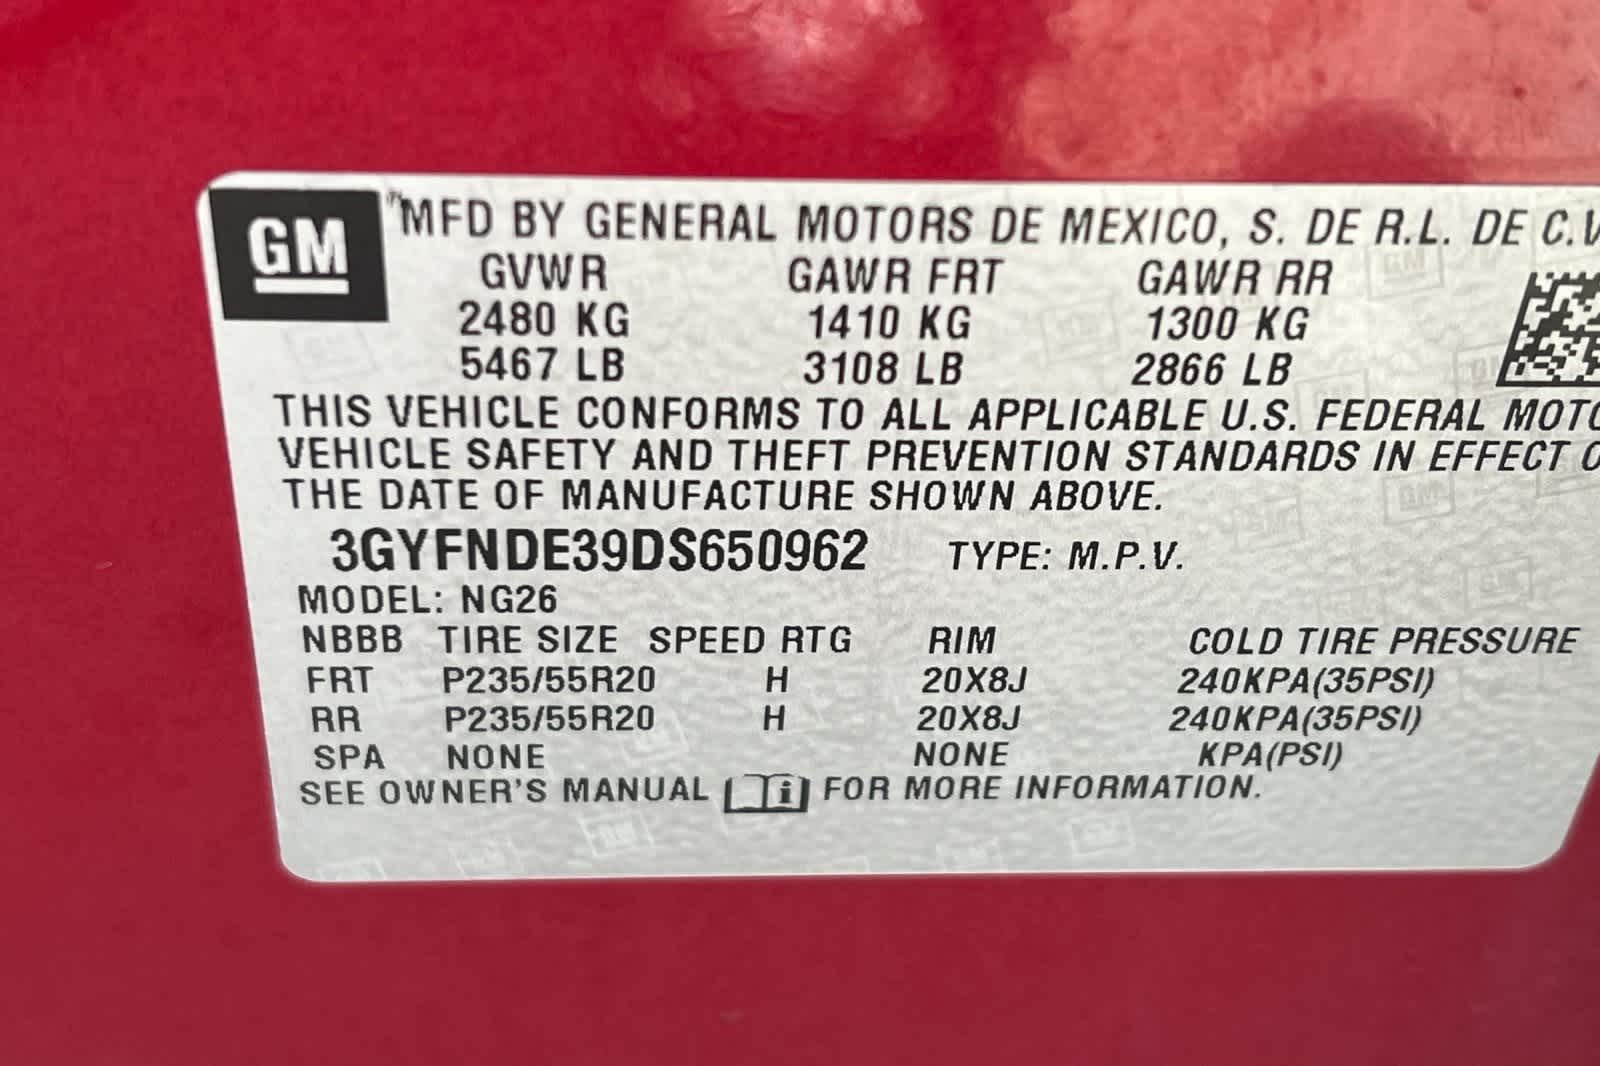 GM ™MFD BY GENERAL MOTORS DE MEXICO, S. DE R.L. DE C.V
GVWR GAWR FRT GAWR RR
2480 KG 1410 KG 1300 KG
5467 LB 3108 LB 2866 LB
THIS VEHICLE CONFORMS TO ALL APPLICABLE U.S. FEDERAL MOTO
VEHICLE SAFETY AND THEFT PREVENTION STANDARDS IN EFFECT O
THE DATE OF MANUFACTURE SHOWN ABOVE.
3GYFNDE39DS650962 TYPE: M.P.V.
MODEL: NG26
NBBB TIRE SIZE SPEED RTG RIM COLD TIRE PRESSURE
FRT P235/55R20 H 20X8J 240KPA(35PSI)
RR P235/55R20 H 20X8J 240KPA(35PSI)
SPA NONE NONE KPA(PSI)
SEE OWNER'S MANUAL i FOR MORE INFORMATION.